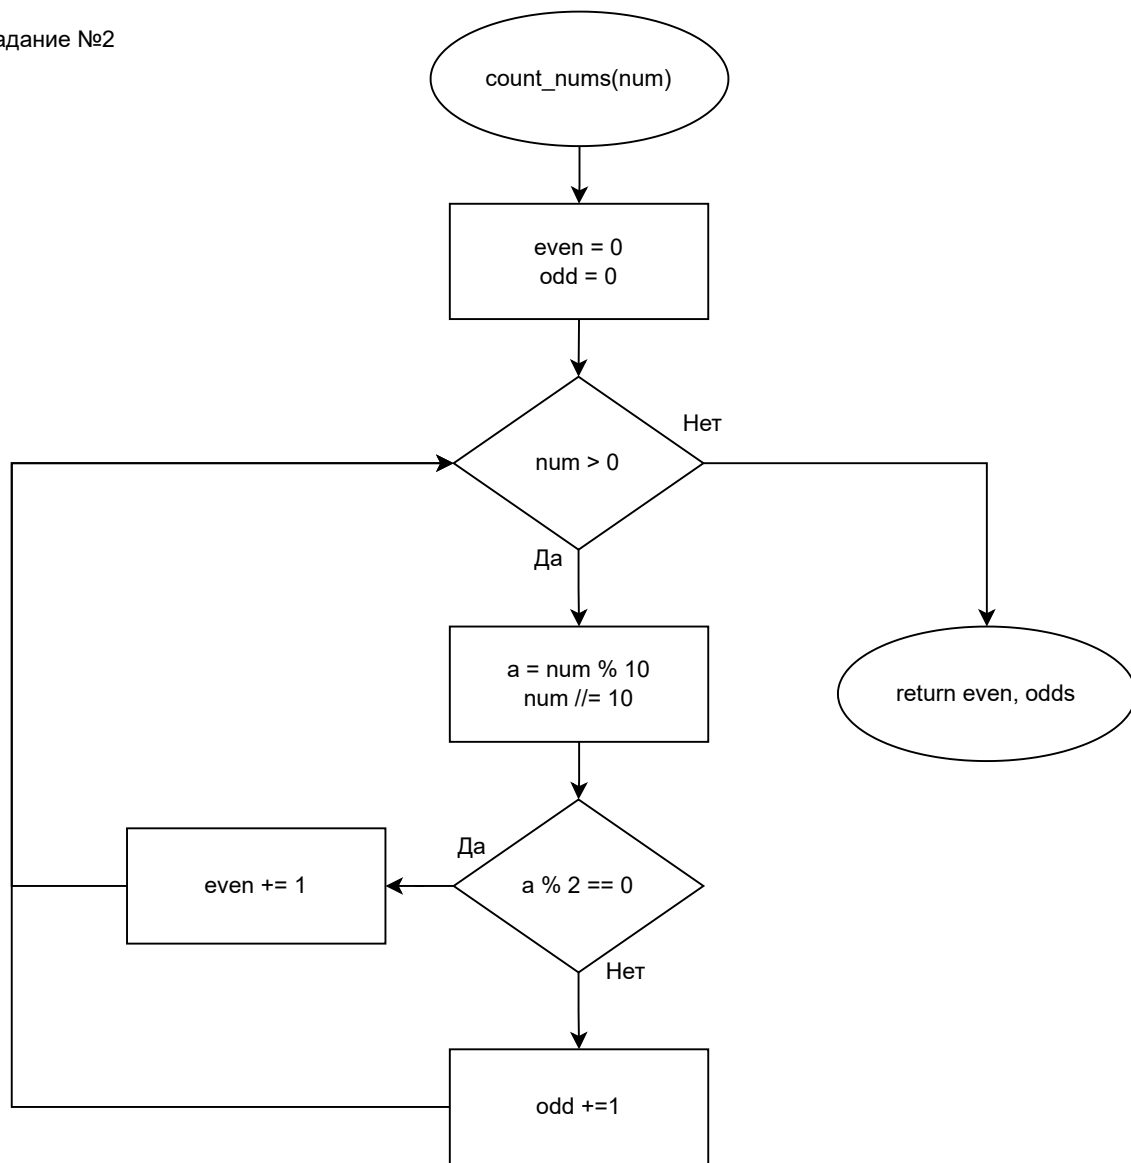 адание №2
count_nums(num)
even = 0
odd = 0
Нет
num > 0
Да
a = num % 10
num //= 10
return even, odds
Да
even += 1
a % 2 == 0
Нет
odd +=1